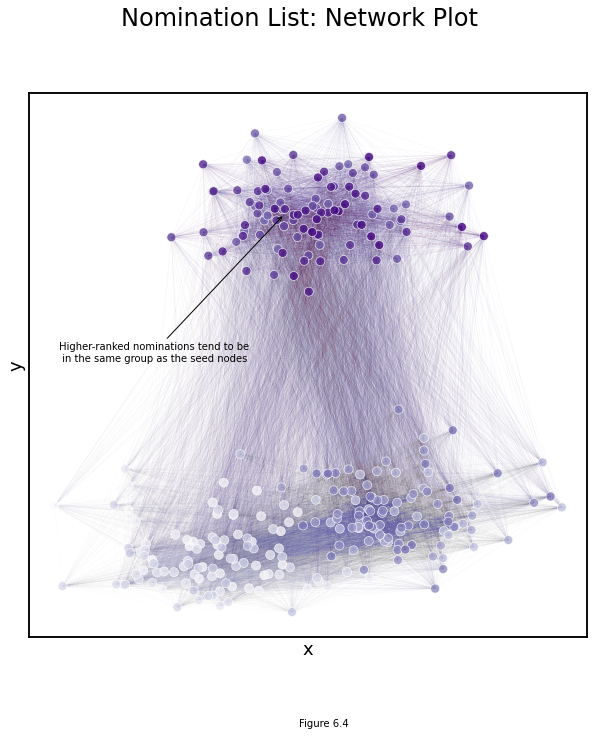 Nomination List: Network Plot
Higher-ranked nominations tend to be
in the same group as the seed nodes
y
x
Figure 6.4